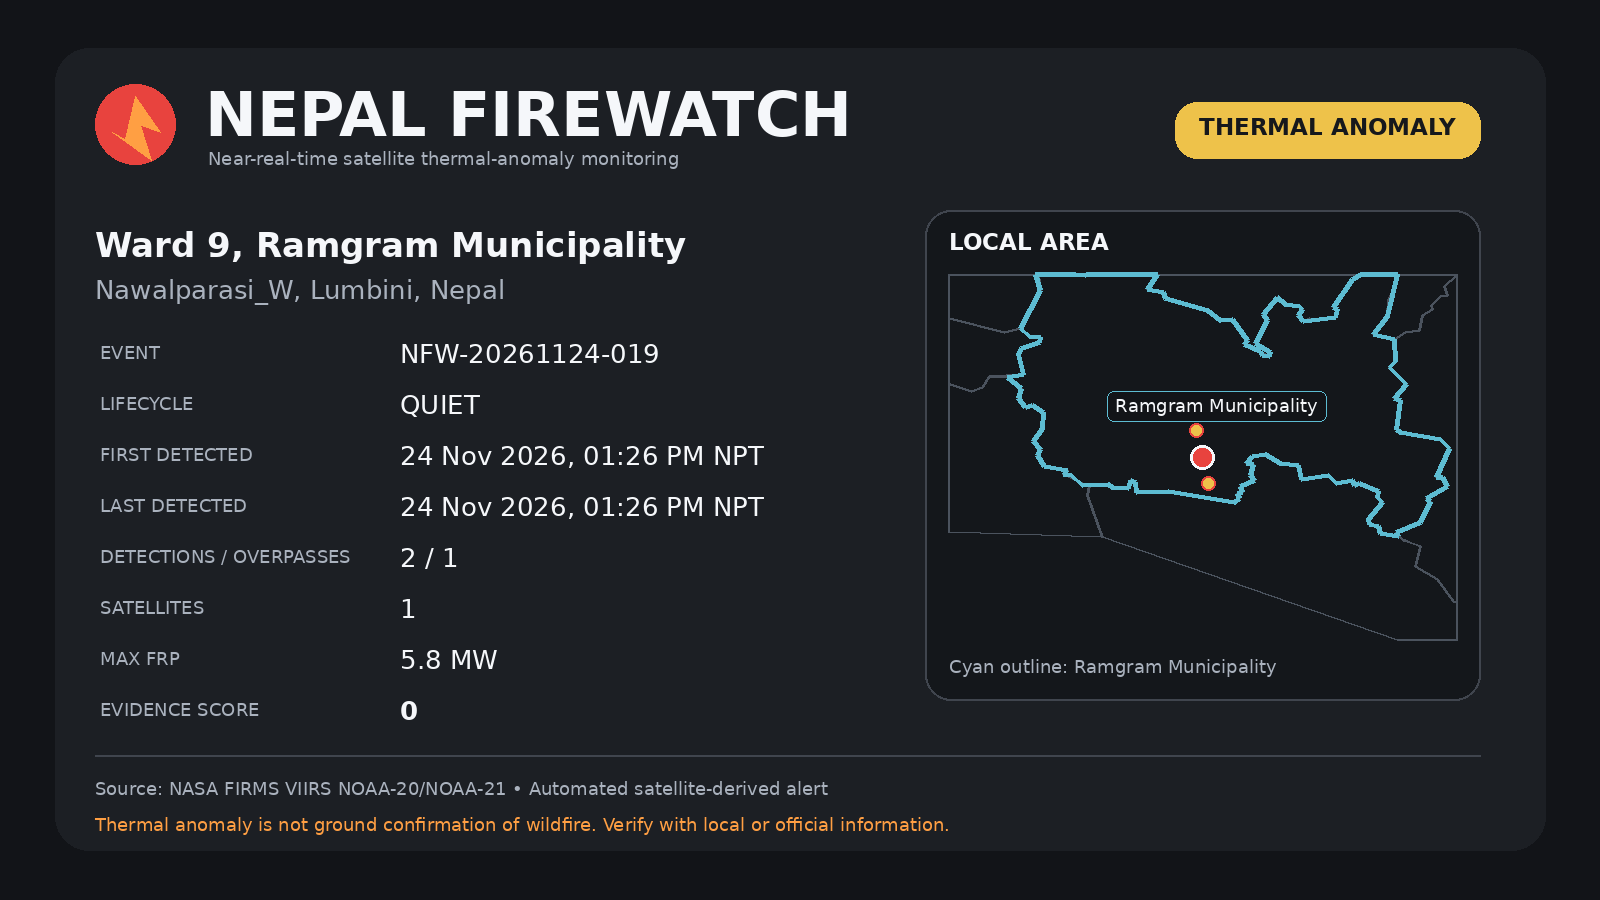 NEPAL FIREWATCH
Near-real-time satellite thermal-anomaly monitoring
THERMAL ANOMALY
Ward 9, Ramgram Municipality
Nawalparasi_W, Lumbini, Nepal
EVENT NFW-20261124-019
LIFECYCLE QUIET
FIRST DETECTED 24 Nov 2026, 01:26 PM NPT
LAST DETECTED 24 Nov 2026, 01:26 PM NPT
DETECTIONS / OVERPASSES 2 / 1
SATELLITES 1
MAX FRP 5.8 MW
EVIDENCE SCORE 0
LOCAL AREA
Ramgram Municipality
Cyan outline: Ramgram Municipality
Source: NASA FIRMS VIIRS NOAA-20/NOAA-21 • Automated satellite-derived alert
Thermal anomaly is not ground confirmation of wildfire. Verify with local or official information.